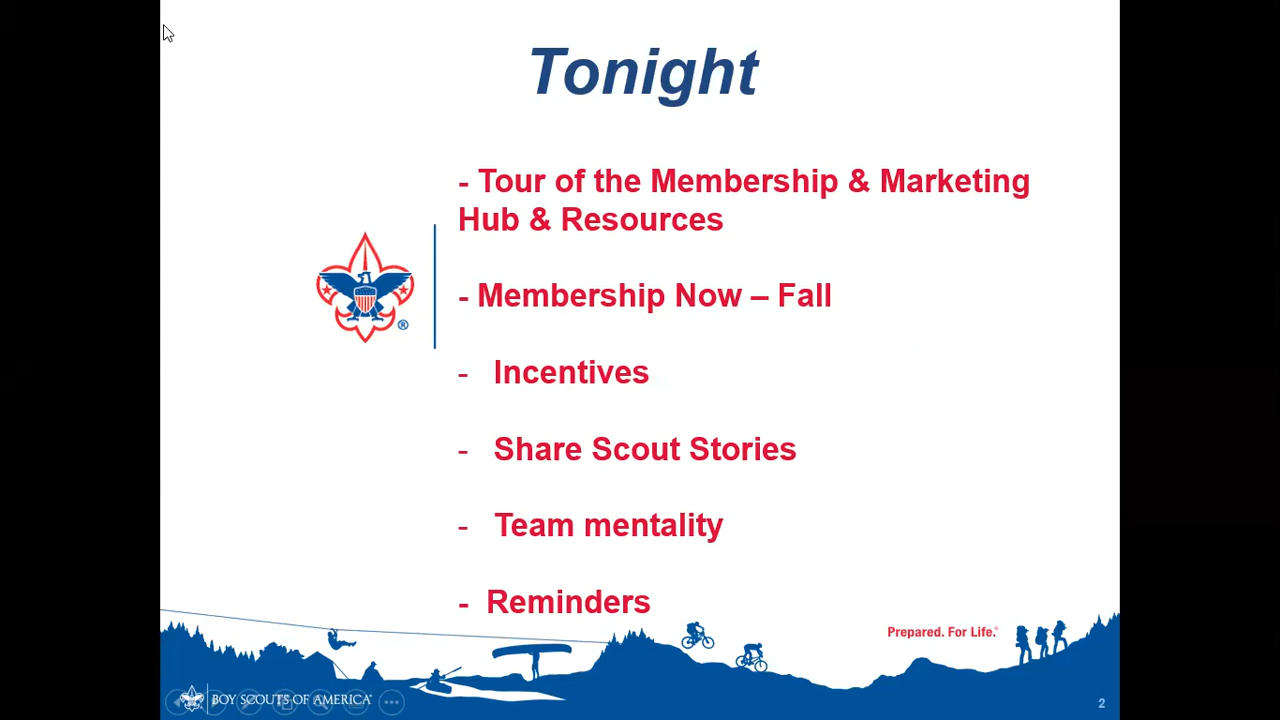 Tonight
- Tour of the Membership & Marketing
Hub & Resources
- Membership Now – Fall
- Incentives
- Share Scout Stories
- Team mentality
- Reminders
Prepared. For Life.®
BOY SCOUTS OF AMERICA®
2